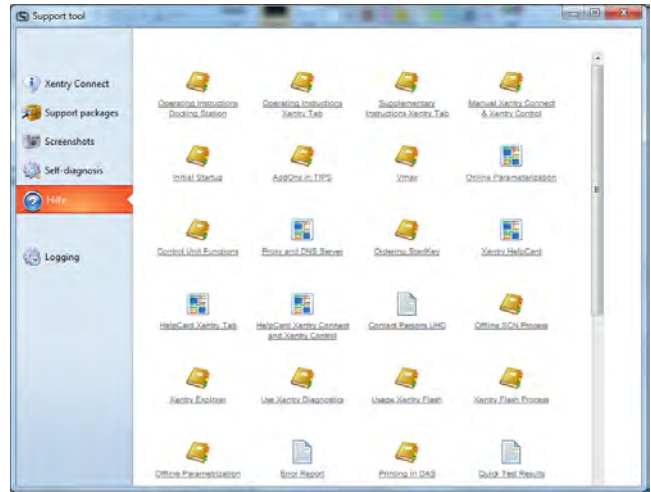 Support tool
Xentry Connect
Support packages
Screenshots
Self-diagnosis
Hilfe
Logging
Operating Instructions
Docking Station
Operating Instructions
Xentry Tab
Supplementary
Instructions Xentry Tab
Manual Xentry Connect
& Xentry Control
Initial Startup
AddOns in TIPS
Vmax
Online Parameterization
Control Unit Functions
Proxy and DNS Server
Ordering StartKey
Xentry HelpCard
HelpCard Xentry Tab
HelpCard Xentry Connect
and Xentry Control
Contact Persons UHD
Offline SCN Process
Xentry Explorer
Use Xentry Diagnostics
Usage Xentry Flash
Xentry Flash Process
Offline Parametrization
Error Report
Printing in DAS
Quick Test Results